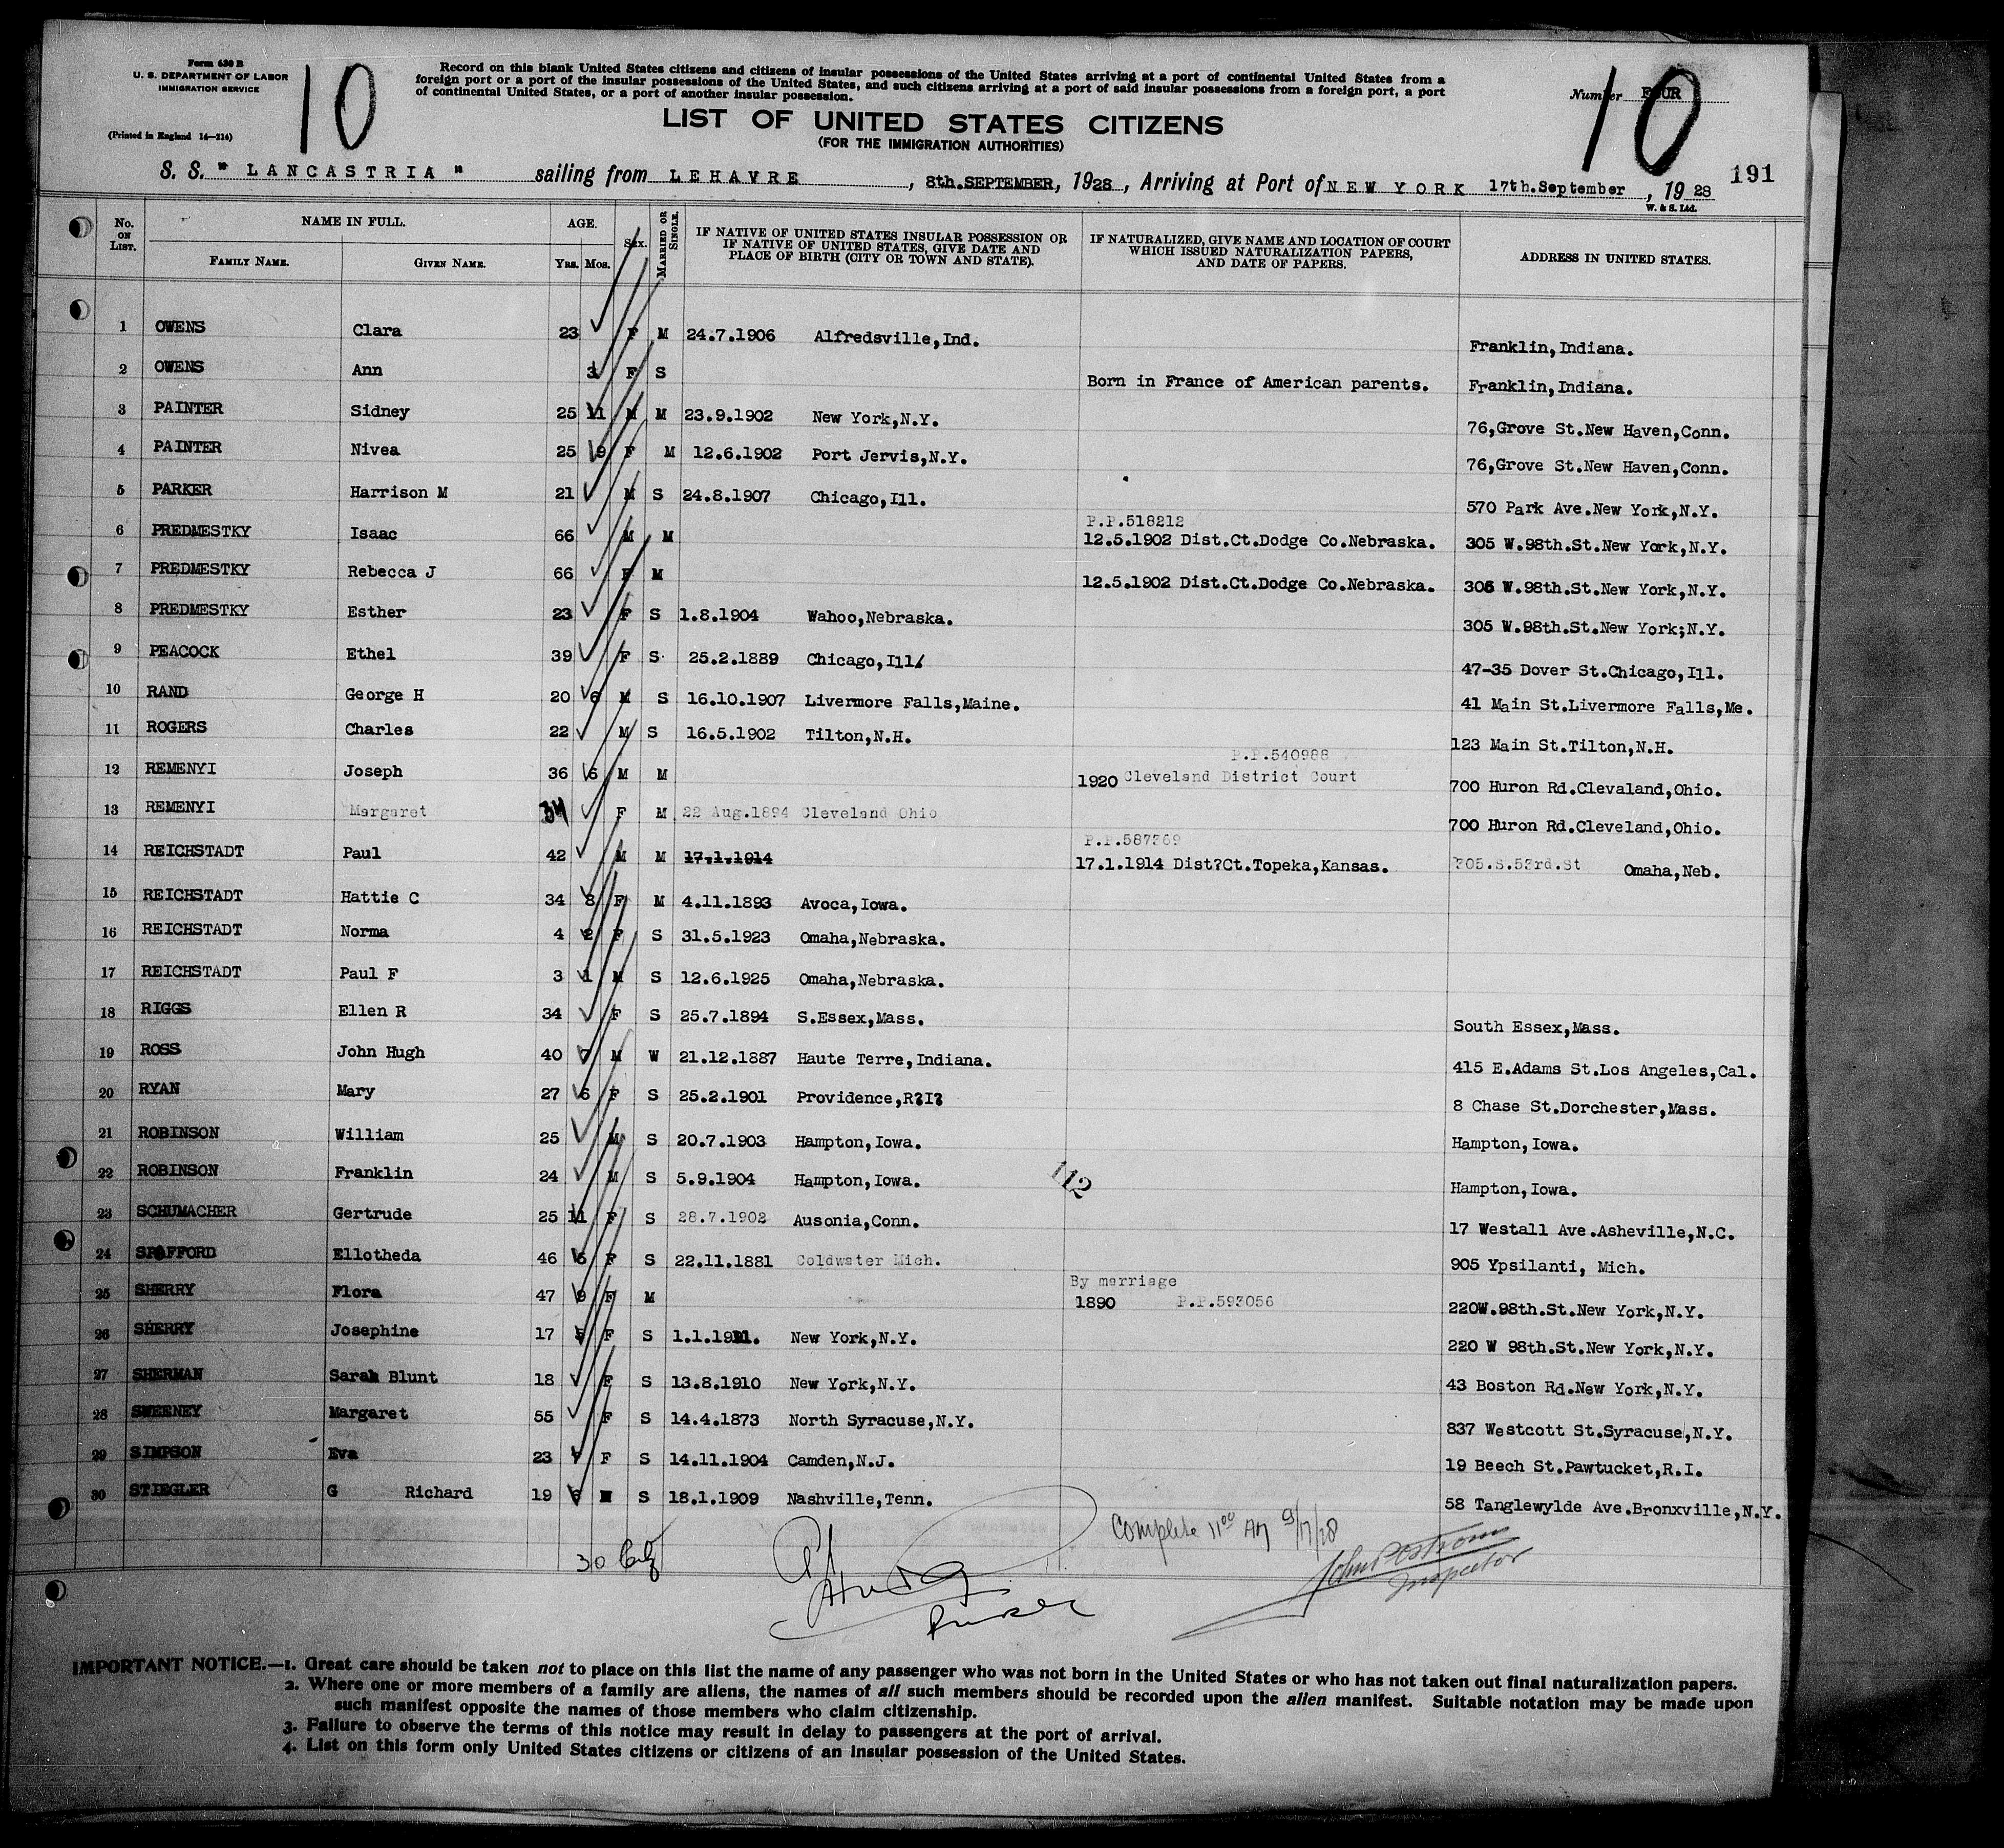 Form 630 B
U. S. DEPARTMENT OF LABOR
IMMIGRATION SERVICE
(Printed in England 14—214)
10
Record on this blank United States citizens and citizens of insular possessions of the United States arriving at a port of continental United States from a
foreign port or a port of the insular possessions of the United States, and such citizens arriving at a port of said insular possessions from a foreign port, a port
of continental United States, or a port of another insular possession.
Number FOUR
10
LIST OF UNITED STATES CITIZENS
(FOR THE IMMIGRATION AUTHORITIES)
191
S. S. " LANCASTRIA " sailing from LEHAVRE, 8th.SEPTEMBER, 1928, Arriving at Port of NEW YORK 17th.September, 1928
W. & S. Ltd.
No. ON LIST. NAME IN FULL. FAMILY NAME. GIVEN NAME. AGE. Yrs. Mos. Sex. MARRIED OR SINGLE. IF NATIVE OF UNITED STATES INSULAR POSSESSION OR IF NATIVE OF UNITED STATES, GIVE DATE AND PLACE OF BIRTH (CITY OR TOWN AND STATE). IF NATURALIZED, GIVE NAME AND LOCATION OF COURT WHICH ISSUED NATURALIZATION PAPERS, AND DATE OF PAPERS. ADDRESS IN UNITED STATES.
1 OWENS Clara 23 F M 24.7.1906 Alfredsville,Ind. Franklin,Indiana.
2 OWENS Ann 3 F S Born in France of American parents. Franklin,Indiana.
3 PAINTER Sidney 25 11 M M 23.9.1902 New York,N.Y. 76,Grove St.New Haven,Conn.
4 PAINTER Nivea 25 9 F M 12.6.1902 Port Jervis,N.Y. 76,Grove St.New Haven,Conn.
5 PARKER Harrison M 21 M S 24.8.1907 Chicago,Ill. 570 Park Ave.New York,N.Y.
P.P.518212
6 PREDMESTKY Isaac 66 M M 12.5.1902 Dist.Ct.Dodge Co.Nebraska. 305 W.98th.St.New York,N.Y.
7 PREDMESTKY Rebecca J 66 F M 12.5.1902 Dist.Ct.Dodge Co.Nebraska. 305 W.98th.St.New York,N.Y.
8 PREDMESTKY Esther 23 F S 1.8.1904 Wahoo,Nebraska. 305 W.98th.St.New York;N.Y.
9 PEACOCK Ethel 39 F S 25.2.1889 Chicago,Ill/ 47-35 Dover St.Chicago,Ill.
10 RAND George H 20 6 M S 16.10.1907 Livermore Falls,Maine. 41 Main St.Livermore Falls,Me.
11 ROGERS Charles 22 M S 16.5.1902 Tilton,N.H. 123 Main St.Tilton,N.H.
P.P.540988
12 REMENYI Joseph 36 6 M M 1920 Cleveland District Court 700 Huron Rd.Clevaland,Ohio.
13 REMENYI Margaret 34 F M 22 Aug.1894 Cleveland Ohio 700 Huron Rd.Cleveland,Ohio.
P.P.587369
14 REICHSTADT Paul 42 M M 17.1.1914 17.1.1914 Dist?Ct.Topeka,Kansas. 305.S.53rd.St Omaha,Neb.
15 REICHSTADT Hattie C 34 8 F M 4.11.1893 Avoca,Iowa.
16 REICHSTADT Norma 4 2 F S 31.5.1923 Omaha,Nebraska.
17 REICHSTADT Paul F 3 1 M S 12.6.1925 Omaha,Nebraska.
18 RIGGS Ellen R 34 F S 25.7.1894 S.Essex,Mass. South Essex,Mass.
19 ROSS John Hugh 40 7 M W 21.12.1887 Haute Terre,Indiana. 415 E.Adams St.Los Angeles,Cal.
20 RYAN Mary 27 6 F S 25.2.1901 Providence,R?I? 8 Chase St.Dorchester,Mass.
21 ROBINSON William 25 M S 20.7.1903 Hampton,Iowa. Hampton,Iowa.
22 ROBINSON Franklin 24 M S 5.9.1904 Hampton,Iowa. Hampton,Iowa.
112
23 SCHUMACHER Gertrude 25 11 F S 28.7.1902 Ausonia,Conn. 17 Westall Ave.Asheville,N.C.
24 SPAFFORD Ellotheda 46 6 F S 22.11.1881 Coldwater Mich. 905 Ypsilanti, Mich.
By marriage
25 SHERRY Flora 47 9 F M 1890 P.P.593056 220W.98th.St.New York,N.Y.
26 SHERRY Josephine 17 F S 1.1.1911. New York,N.Y. 220 W 98th.St.New York,N.Y.
27 SHERMAN Sarah Blunt 18 F S 13.8.1910 New York,N.Y. 43 Boston Rd.New York,N.Y.
28 SWEENEY Margaret 55 F S 14.4.1873 North Syracuse,N.Y. 837 Westcott St.Syracuse,N.Y.
29 SIMPSON Eva 23 F S 14.11.1904 Camden,N.J. 19 Beech St.Pawtucket,R.I.
30 STIEGLER G Richard 19 6 M S 18.1.1909 Nashville,Tenn. 58 Tanglewylde Ave.Bronxville,N.Y.
Complete 11⁰⁰ AM 9/17/28
30
Purser
Inspector
IMPORTANT NOTICE.—1. Great care should be taken not to place on this list the name of any passenger who was not born in the United States or who has not taken out final naturalization papers.
2. Where one or more members of a family are aliens, the names of all such members should be recorded upon the alien manifest. Suitable notation may be made upon
such manifest opposite the names of those members who claim citizenship.
3. Failure to observe the terms of this notice may result in delay to passengers at the port of arrival.
4. List on this form only United States citizens or citizens of an insular possession of the United States.